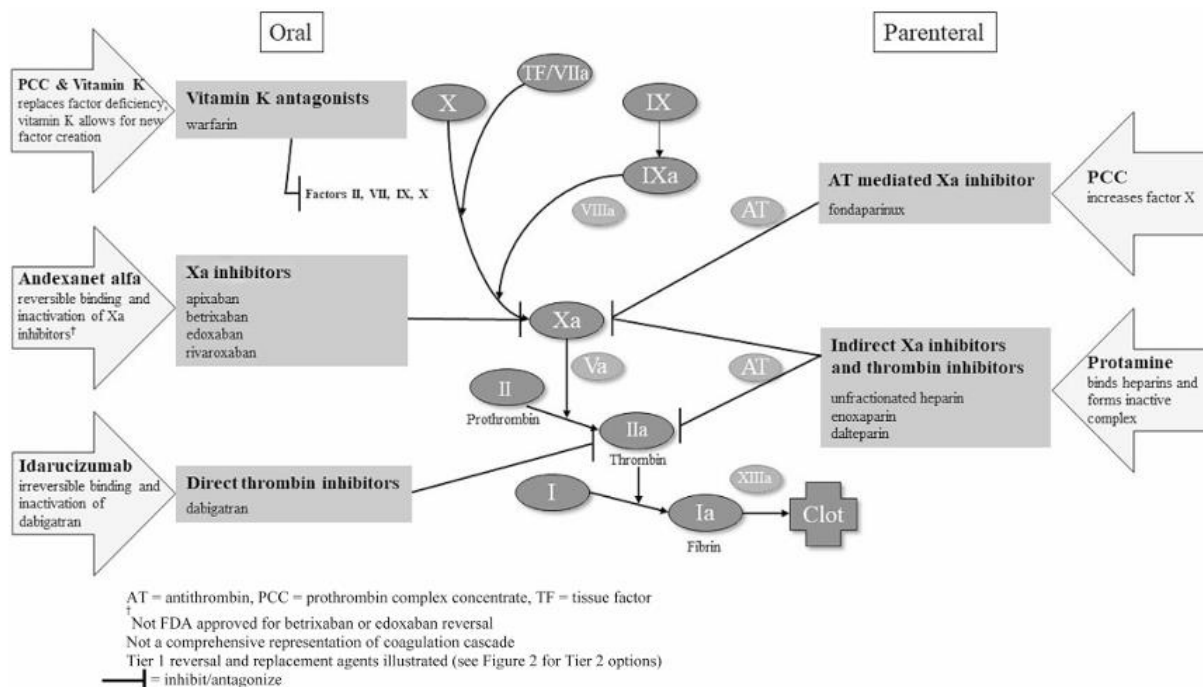 Oral
Parenteral
PCC & Vitamin K
replaces factor deficiency;
vitamin K allows for new
factor creation
Vitamin K antagonists
warfarin
Factors II, VII, IX, X
Andexanet alfa
reversible binding and
inactivation of Xa
inhibitors†
Xa inhibitors
apixaban
betrixaban
edoxaban
rivaroxaban
Idarucizumab
irreversible binding and
inactivation of
dabigatran
Direct thrombin inhibitors
dabigatran
X
TF/VIIa
IX
IXa
VIIIa
AT
Xa
Va
AT
II
Prothrombin
IIa
Thrombin
I
XIIIa
Ia
Fibrin
Clot
AT mediated Xa inhibitor
fondaparinux
PCC
increases factor X
Indirect Xa inhibitors
and thrombin inhibitors
unfractionated heparin
enoxaparin
dalteparin
Protamine
binds heparins and
forms inactive
complex
AT = antithrombin, PCC = prothrombin complex concentrate, TF = tissue factor
†Not FDA approved for betrixaban or edoxaban reversal
Not a comprehensive representation of coagulation cascade
Tier 1 reversal and replacement agents illustrated (see Figure 2 for Tier 2 options)
= inhibit/antagonize